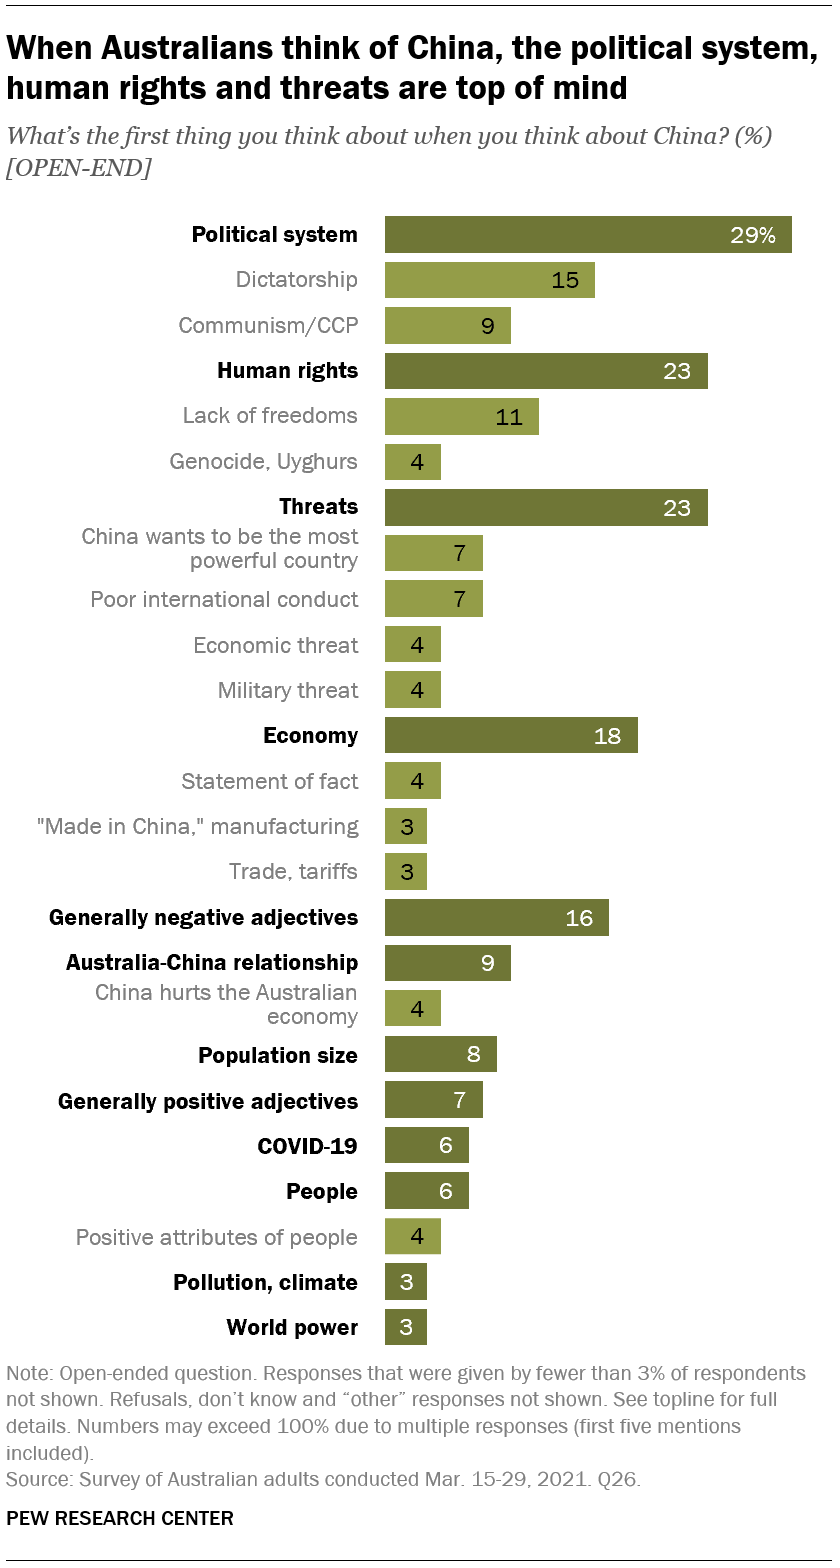 When Australians think of China, the political system,
human rights and threats are top of mind
What's the first thing you think about when you think about China? (%)
[OPEN-END]
Political system 29%
Dictatorship 15
Communism/CCP 9
Human rights 23
Lack of freedoms 11
Genocide, Uyghurs 4
Threats 23
China wants to be the most
powerful country 7
Poor international conduct 7
Economic threat 4
Military threat 4
Economy 18
Statement of fact 4
"Made in China," manufacturing 3
Trade, tariffs 3
Generally negative adjectives 16
Australia-China relationship 9
China hurts the Australian
economy 4
Population size 8
Generally positive adjectives 7
COVID-19 6
People 6
Positive attributes of people 4
Pollution, climate 3
World power 3
Note: Open-ended question. Responses that were given by fewer than 3% of respondents
not shown. Refusals, don't know and “other” responses not shown. See topline for full
details. Numbers may exceed 100% due to multiple responses (first five mentions
included).
Source: Survey of Australian adults conducted Mar. 15-29, 2021. Q26.
PEW RESEARCH CENTER